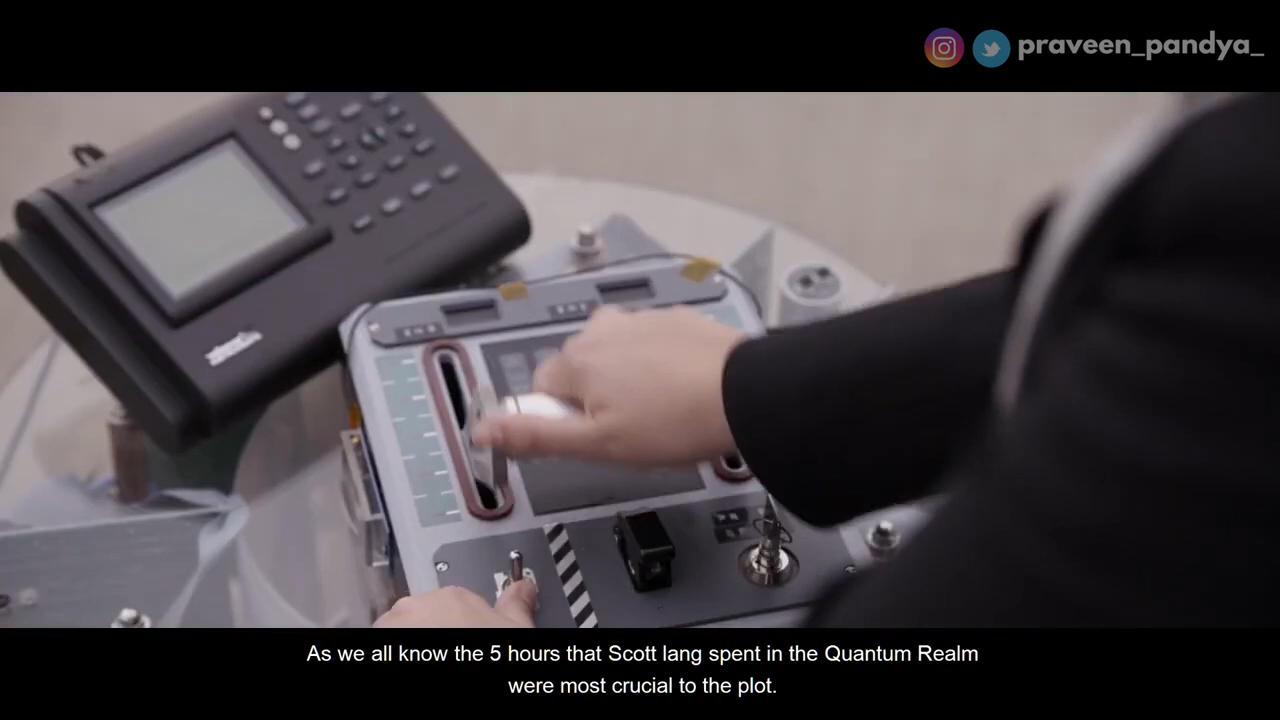 praveen_pandya_
As we all know the 5 hours that Scott lang spent in the Quantum Realm
were most crucial to the plot.